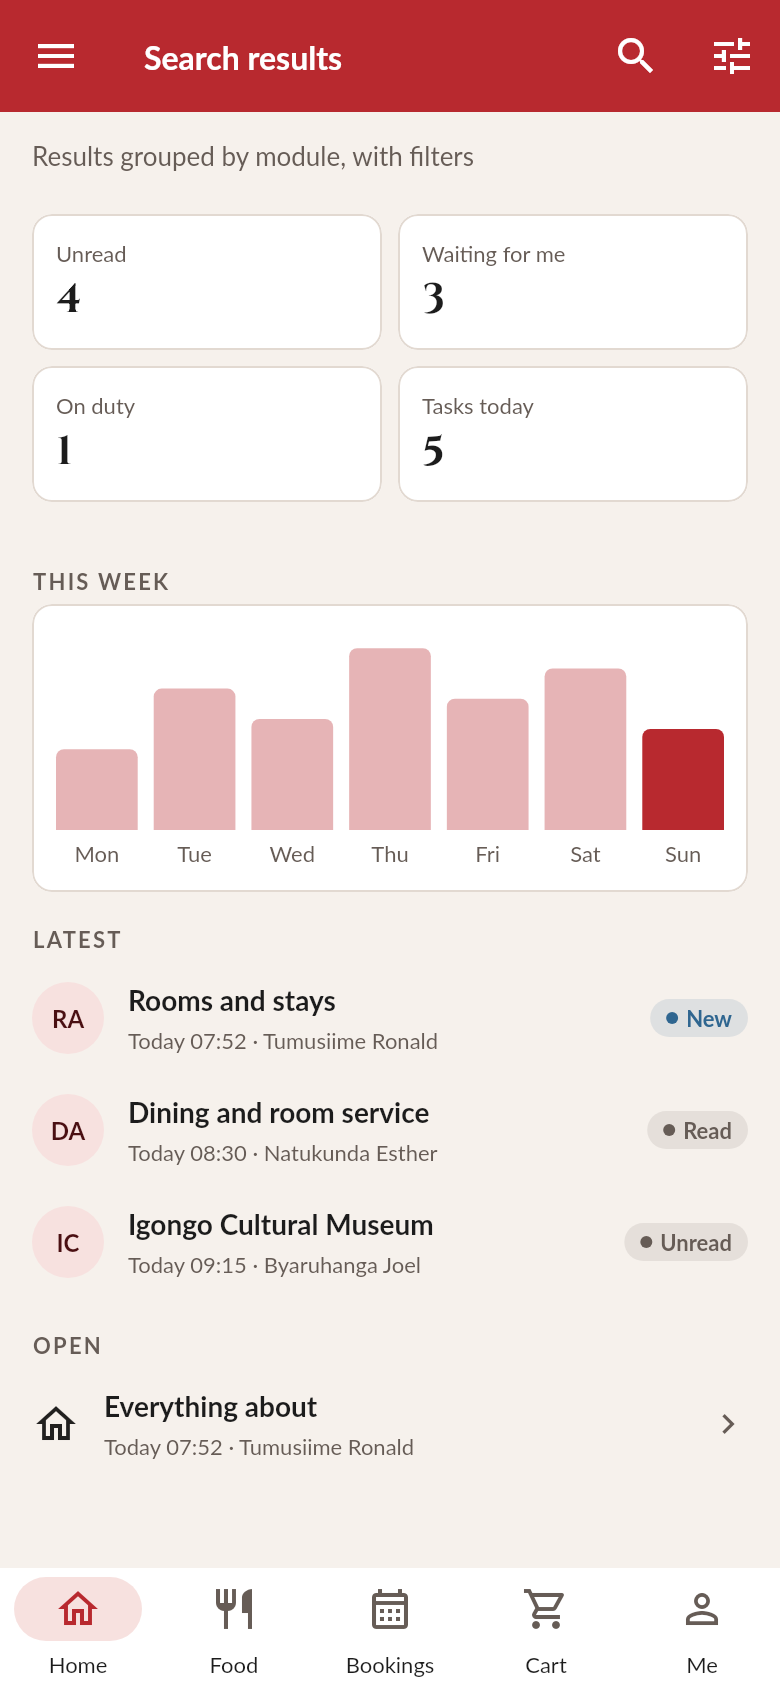 Search results
Results grouped by module, with filters
Unread
4
Waiting for me
3
On duty
1
Tasks today
5
THIS WEEK
Mon Tue Wed Thu Fri Sat Sun
LATEST
RA
Rooms and stays
Today 07:52 · Tumusiime Ronald
New
DA
Dining and room service
Today 08:30 · Natukunda Esther
Read
IC
Igongo Cultural Museum
Today 09:15 · Byaruhanga Joel
Unread
OPEN
Everything about
Today 07:52 · Tumusiime Ronald
Home Food Bookings Cart Me